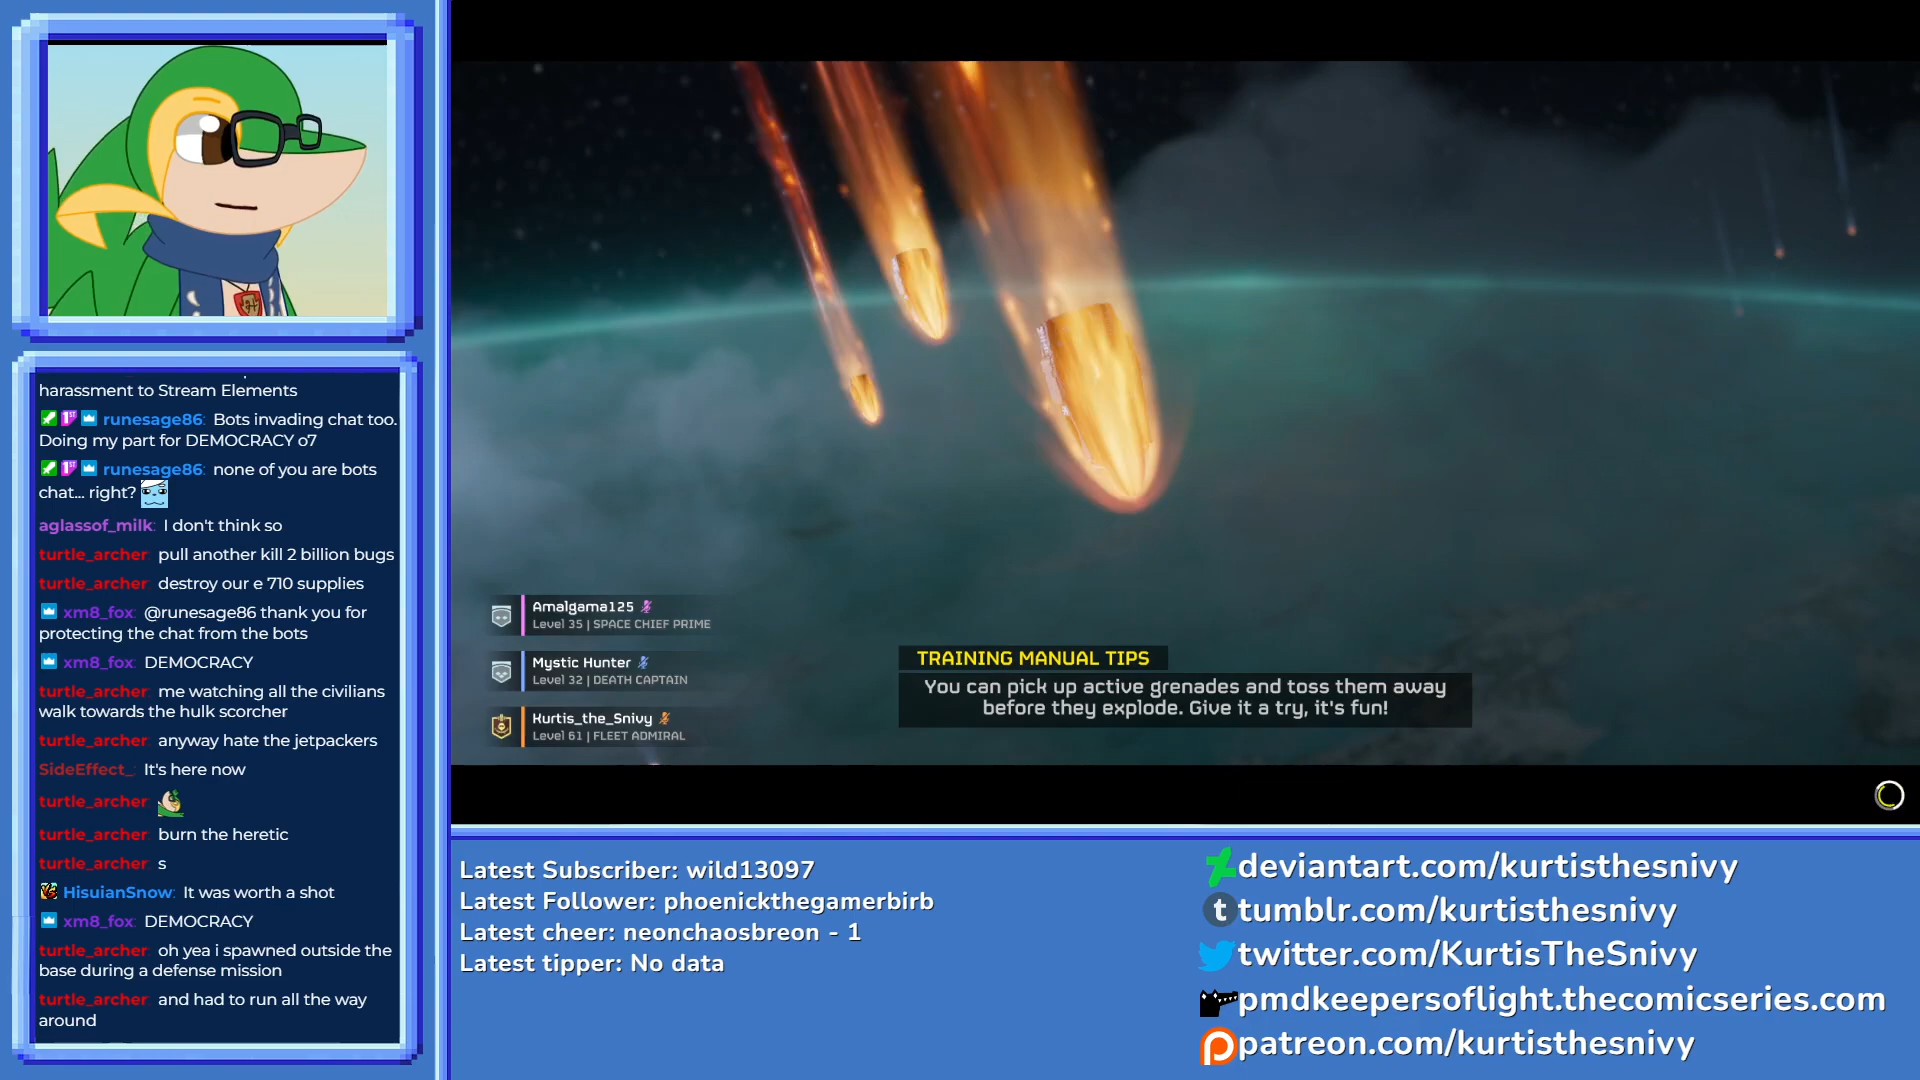 harassment to Stream Elements
runesage86: Bots invading chat too.
Doing my part for DEMOCRACY o7
runesage86: none of you are bots
chat... right?
aglassof_milk: I don't think so
turtle_archer: pull another kill 2 billion bugs
turtle_archer: destroy our e 710 supplies
xm8_fox: @runesage86 thank you for
protecting the chat from the bots
xm8_fox: DEMOCRACY
turtle_archer: me watching all the civilians
walk towards the hulk scorcher
turtle_archer: anyway hate the jetpackers
SideEffect_: It's here now
turtle_archer:
turtle_archer: burn the heretic
turtle_archer: s
HisuianSnow: It was worth a shot
xm8_fox: DEMOCRACY
turtle_archer: oh yea i spawned outside the
base during a defense mission
turtle_archer: and had to run all the way
around
Amalgama125
Level 35 | SPACE CHIEF PRIME
Mystic Hunter
Level 32 | DEATH CAPTAIN
Kurtis_the_Snivy
Level 61 | FLEET ADMIRAL
TRAINING MANUAL TIPS
You can pick up active grenades and toss them away
before they explode. Give it a try, it's fun!
Latest Subscriber: wild13097
Latest Follower: phoenickthegamerbirb
Latest cheer: neonchaosbreon - 1
Latest tipper: No data
deviantart.com/kurtisthesnivy
tumblr.com/kurtisthesnivy
twitter.com/KurtisTheSnivy
pmdkeepersoflight.thecomicseries.com
patreon.com/kurtisthesnivy